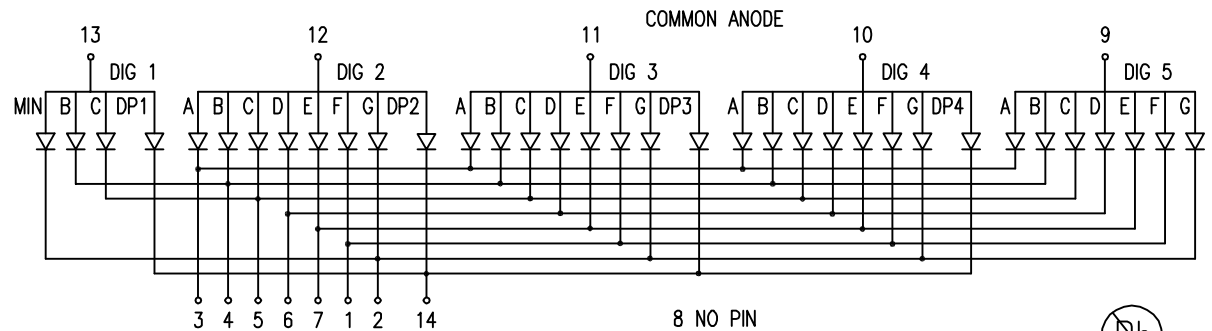 COMMON ANODE
13 12 11 10 9
DIG 1 DIG 2 DIG 3 DIG 4 DIG 5
MIN B C DP1 A B C D E F G DP2 A B C D E F G DP3 A B C D E F G DP4 A B C D E F G
3 4 5 6 7 1 2 14 8 NO PIN
Pb